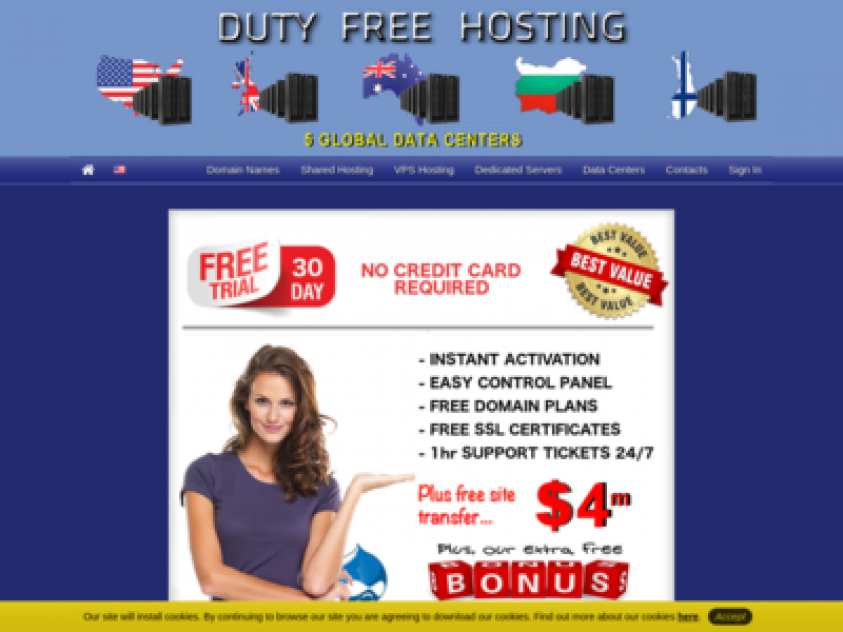 DUTY FREE HOSTING
5 GLOBAL DATA CENTERS
Domain Names Shared Hosting VPS Hosting Dedicated Servers Data Centers Contacts Sign In
FREE TRIAL
30 DAY
NO CREDIT CARD
REQUIRED
BEST VALUE
BEST VALUE
BEST VALUE
- INSTANT ACTIVATION
- EASY CONTROL PANEL
- FREE DOMAIN PLANS
- FREE SSL CERTIFICATES
- 1hr SUPPORT TICKETS 24/7
Plus free site
transfer...
$4m
Plus, our extra, free
BONUS
Our site will install cookies. By continuing to browse our site you are agreeing to download our cookies. Find out more about our cookies here. Accept